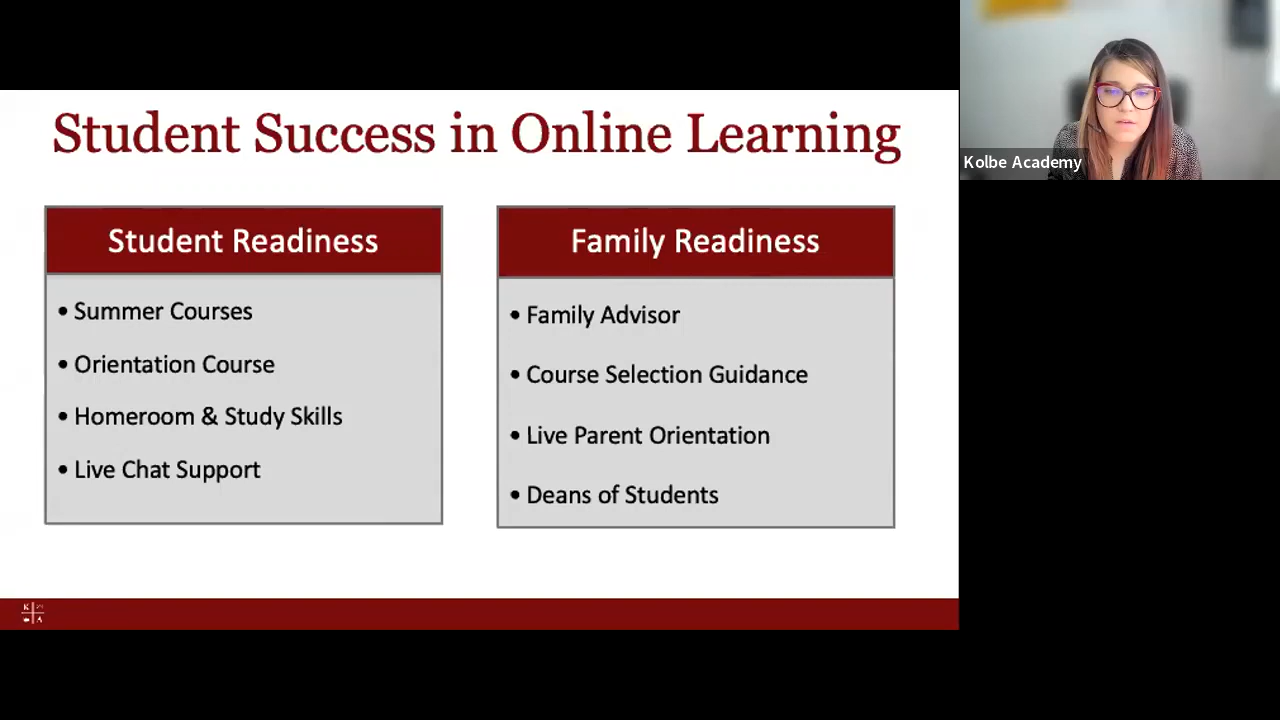 Student Success in Online Learning
Kolbe Academy
Student Readiness
• Summer Courses
• Orientation Course
• Homeroom & Study Skills
• Live Chat Support
Family Readiness
• Family Advisor
• Course Selection Guidance
• Live Parent Orientation
• Deans of Students
K
A